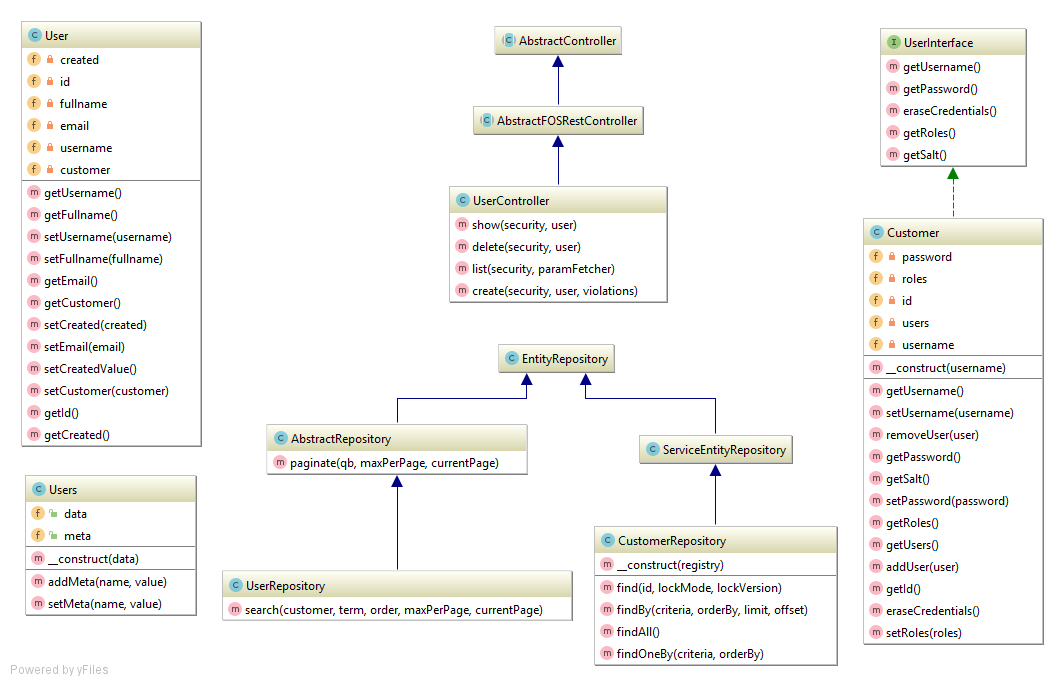 C User
f created
f id
f fullname
f email
f username
f customer
m getUsername()
m getFullname()
m setUsername(username)
m setFullname(fullname)
m getEmail()
m getCustomer()
m setCreated(created)
m setEmail(email)
m setCreatedValue()
m setCustomer(customer)
m getId()
m getCreated()
C Users
f data
f meta
m __construct(data)
m addMeta(name, value)
m setMeta(name, value)
C AbstractController
C AbstractFOSRestController
C UserController
m show(security, user)
m delete(security, user)
m list(security, paramFetcher)
m create(security, user, violations)
C EntityRepository
C AbstractRepository
m paginate(qb, maxPerPage, currentPage)
C ServiceEntityRepository
C UserRepository
m search(customer, term, order, maxPerPage, currentPage)
C CustomerRepository
m __construct(registry)
m find(id, lockMode, lockVersion)
m findBy(criteria, orderBy, limit, offset)
m findAll()
m findOneBy(criteria, orderBy)
I UserInterface
m getUsername()
m getPassword()
m eraseCredentials()
m getRoles()
m getSalt()
C Customer
f password
f roles
f id
f users
f username
m __construct(username)
m getUsername()
m setUsername(username)
m removeUser(user)
m getPassword()
m getSalt()
m setPassword(password)
m getRoles()
m getUsers()
m addUser(user)
m getId()
m eraseCredentials()
m setRoles(roles)
Powered by yFiles